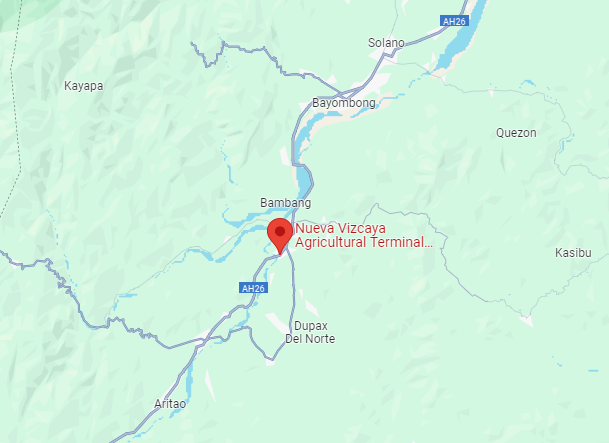 AH26
Solano
Kayapa
Bayombong
Quezon
Bambang
Nueva Vizcaya
Agricultural Terminal...
Kasibu
AH26
Dupax
Del Norte
Aritao